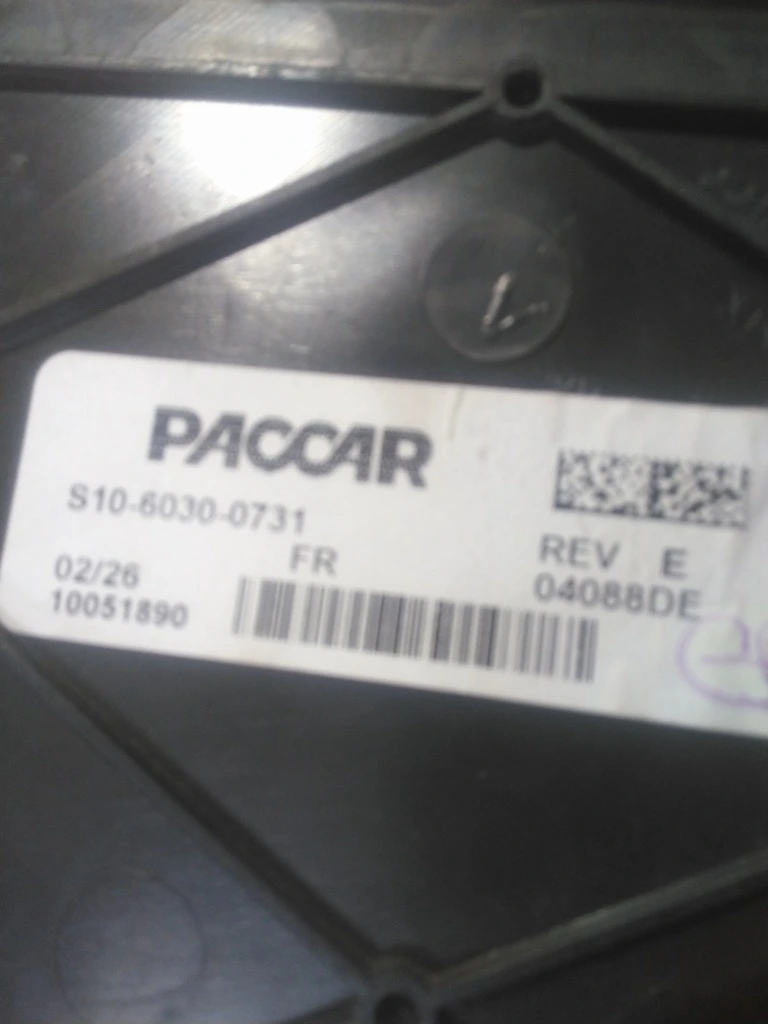 PACCAR
S10-6030-0731
FR
REV E
02/26
04088DE
10051890